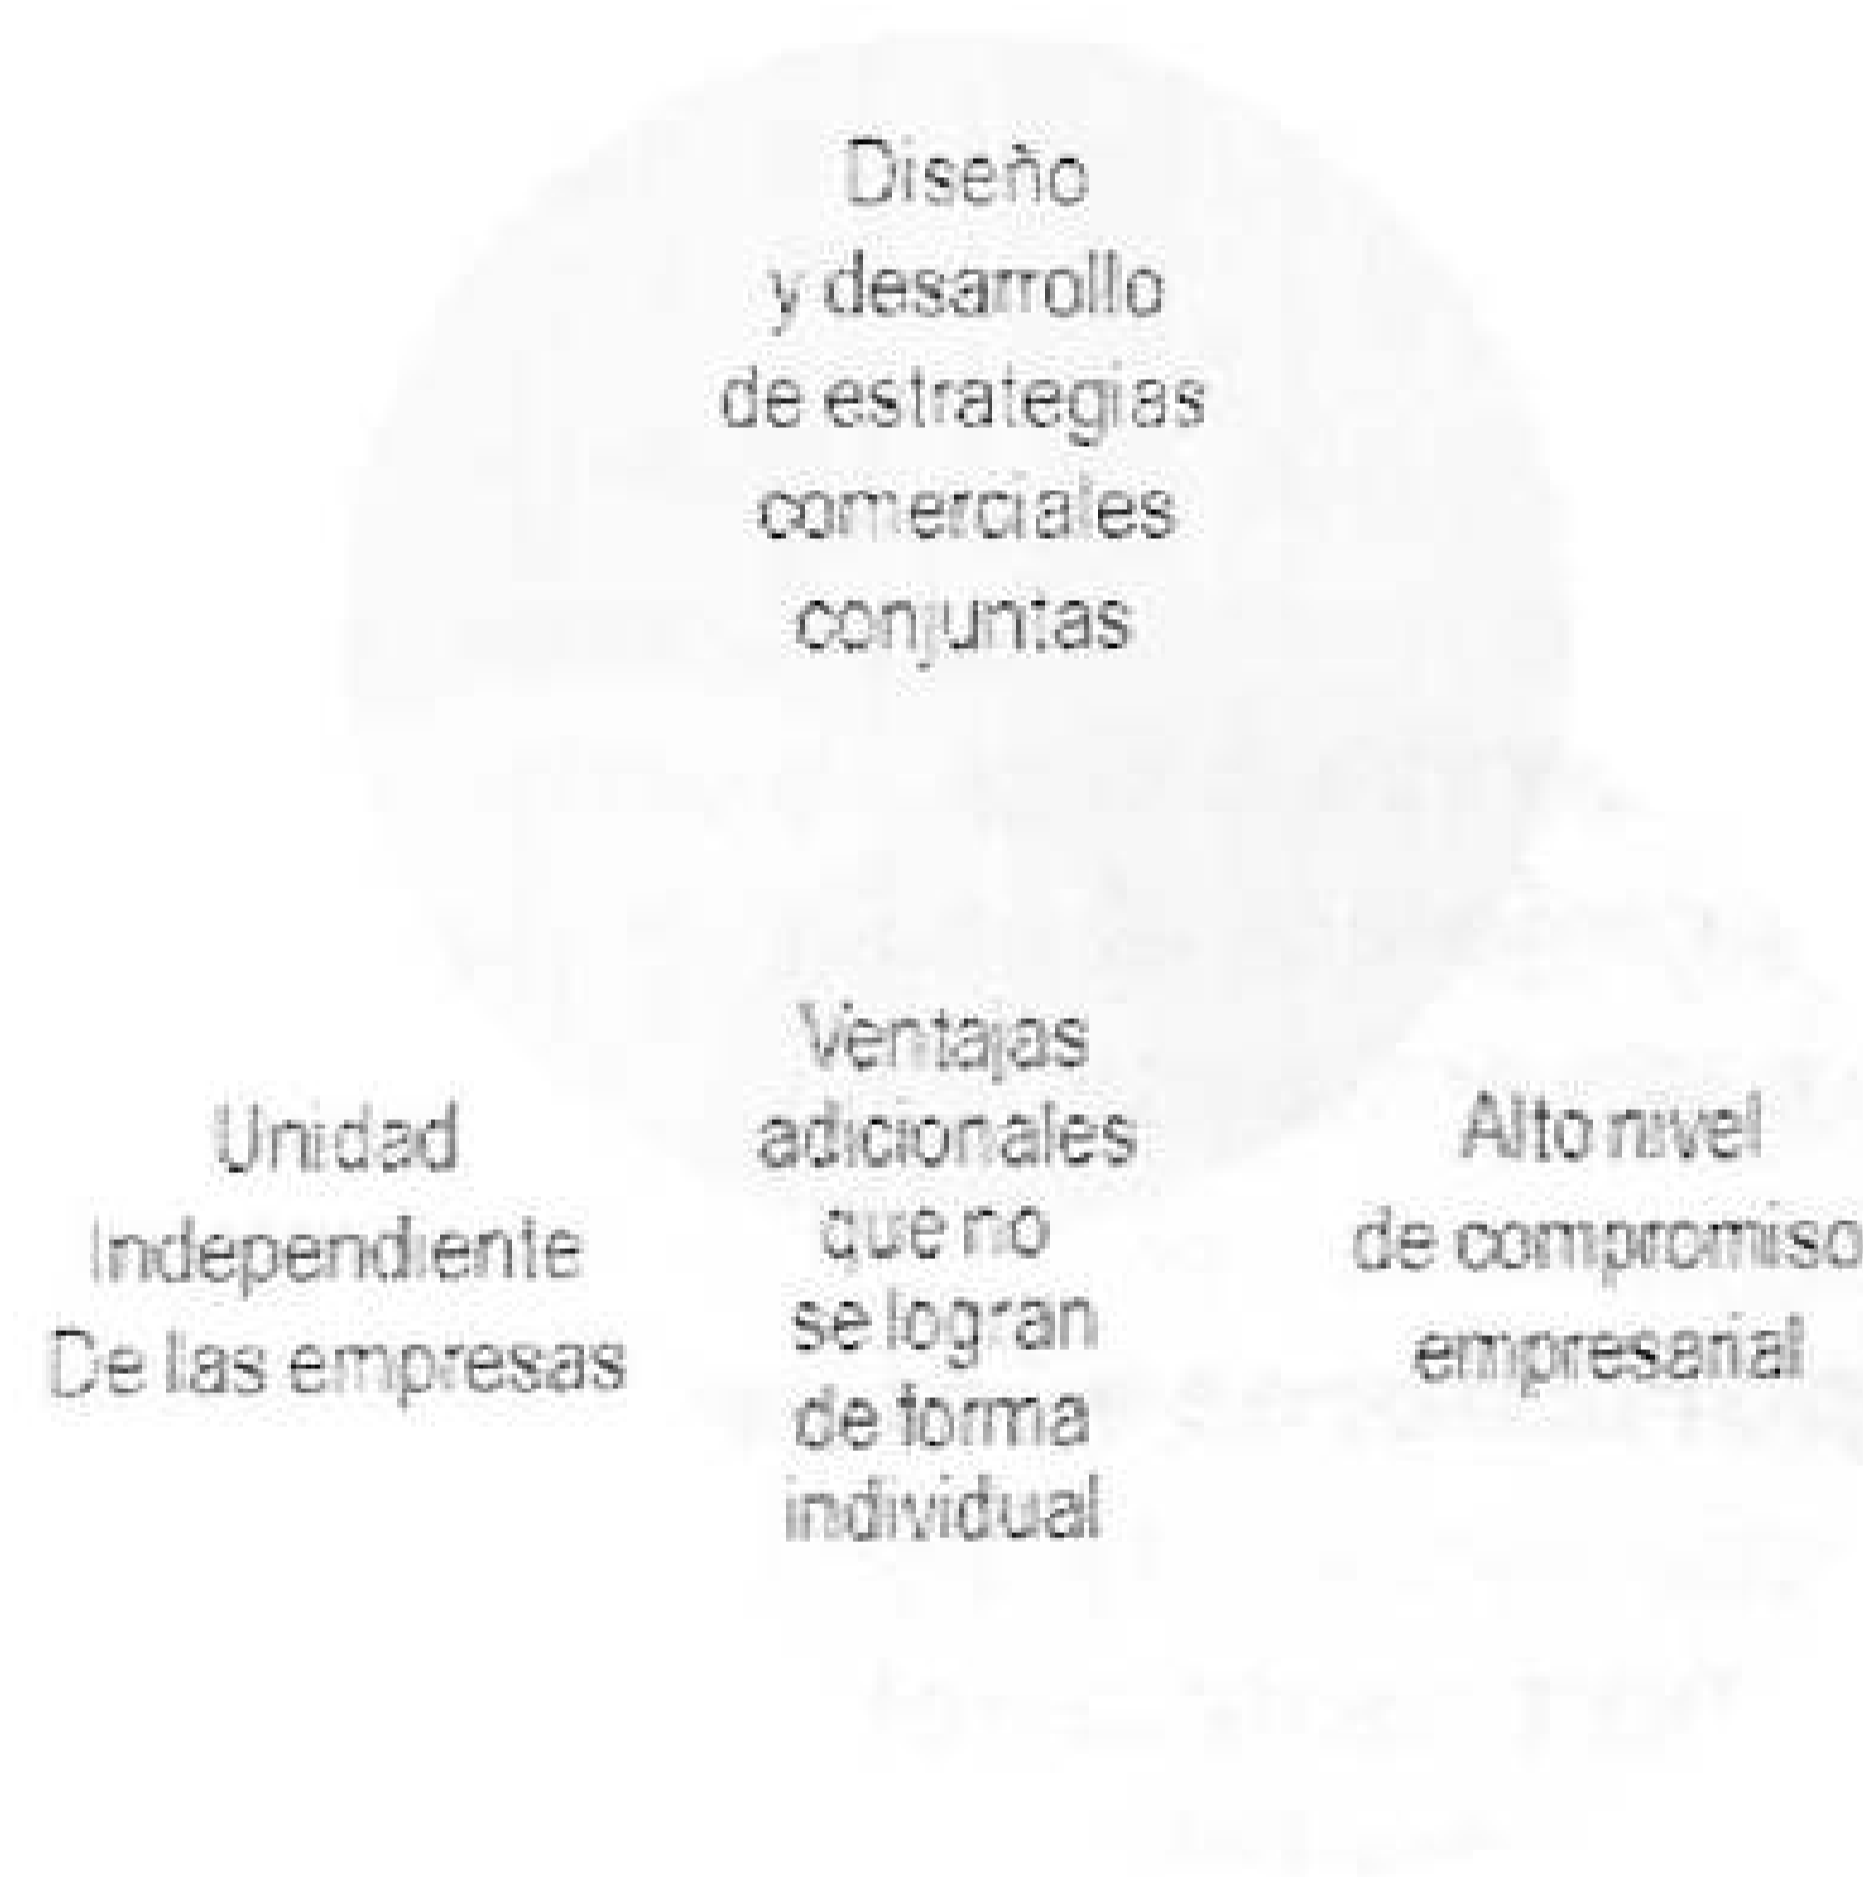 Diseño
y desarrollo
de estrategias
comerciales
conjuntas
Unidad
Independiente
De las empresas
Ventajas
adicionales
que no
se logran
de forma
individual
Alto nivel
de compromiso
empresarial